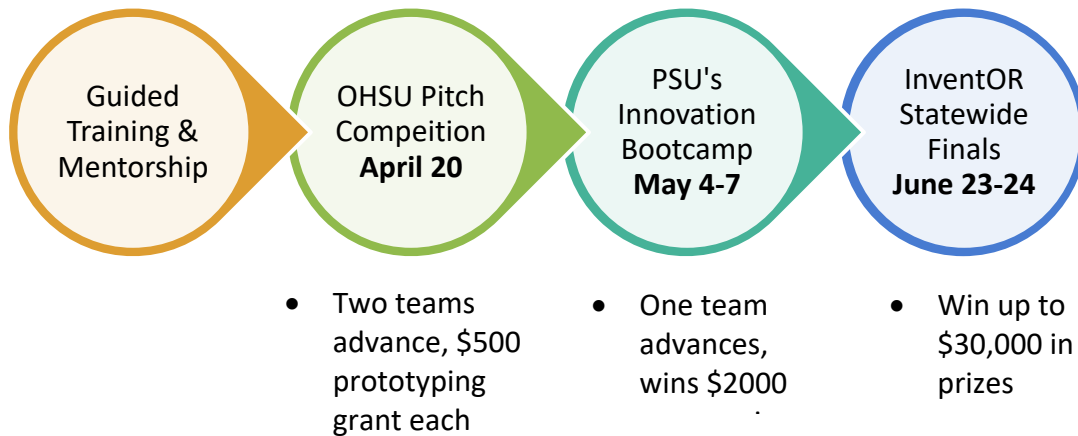 Guided
Training &
Mentorship
OHSU Pitch
Compeition
April 20
PSU's
Innovation
Bootcamp
May 4-7
InventOR
Statewide
Finals
June 23-24
● Two teams
advance, $500
prototyping
grant each
● One team
advances,
wins $2000
● Win up to
$30,000 in
prizes